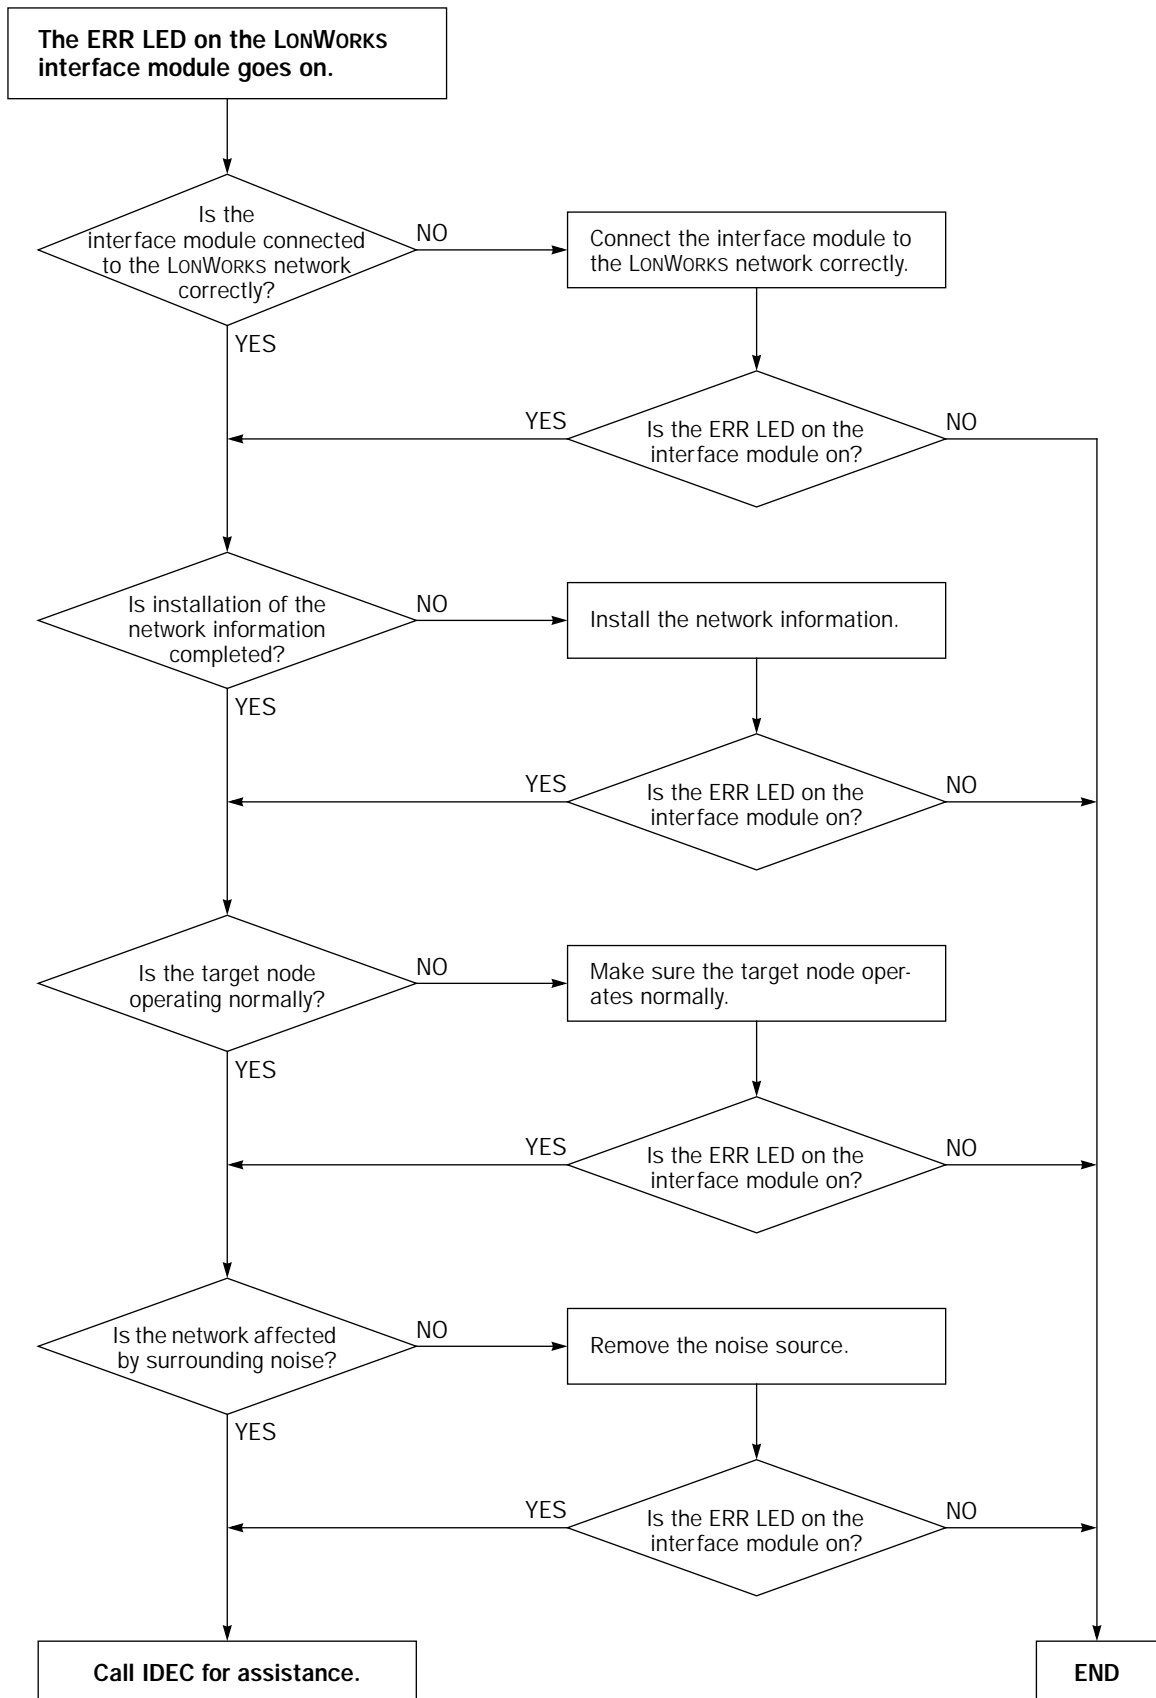 The ERR LED on the LONWORKS
interface module goes on.
Is the
interface module connected
to the LONWORKS network
correctly?
NO
Connect the interface module to
the LONWORKS network correctly.
YES
YES
Is the ERR LED on the
interface module on?
NO
Is installation of the
network information
completed?
NO
Install the network information.
YES
YES
Is the ERR LED on the
interface module on?
NO
Is the target node
operating normally?
NO
Make sure the target node oper-
ates normally.
YES
YES
Is the ERR LED on the
interface module on?
NO
Is the network affected
by surrounding noise?
NO
Remove the noise source.
YES
YES
Is the ERR LED on the
interface module on?
NO
Call IDEC for assistance.
END